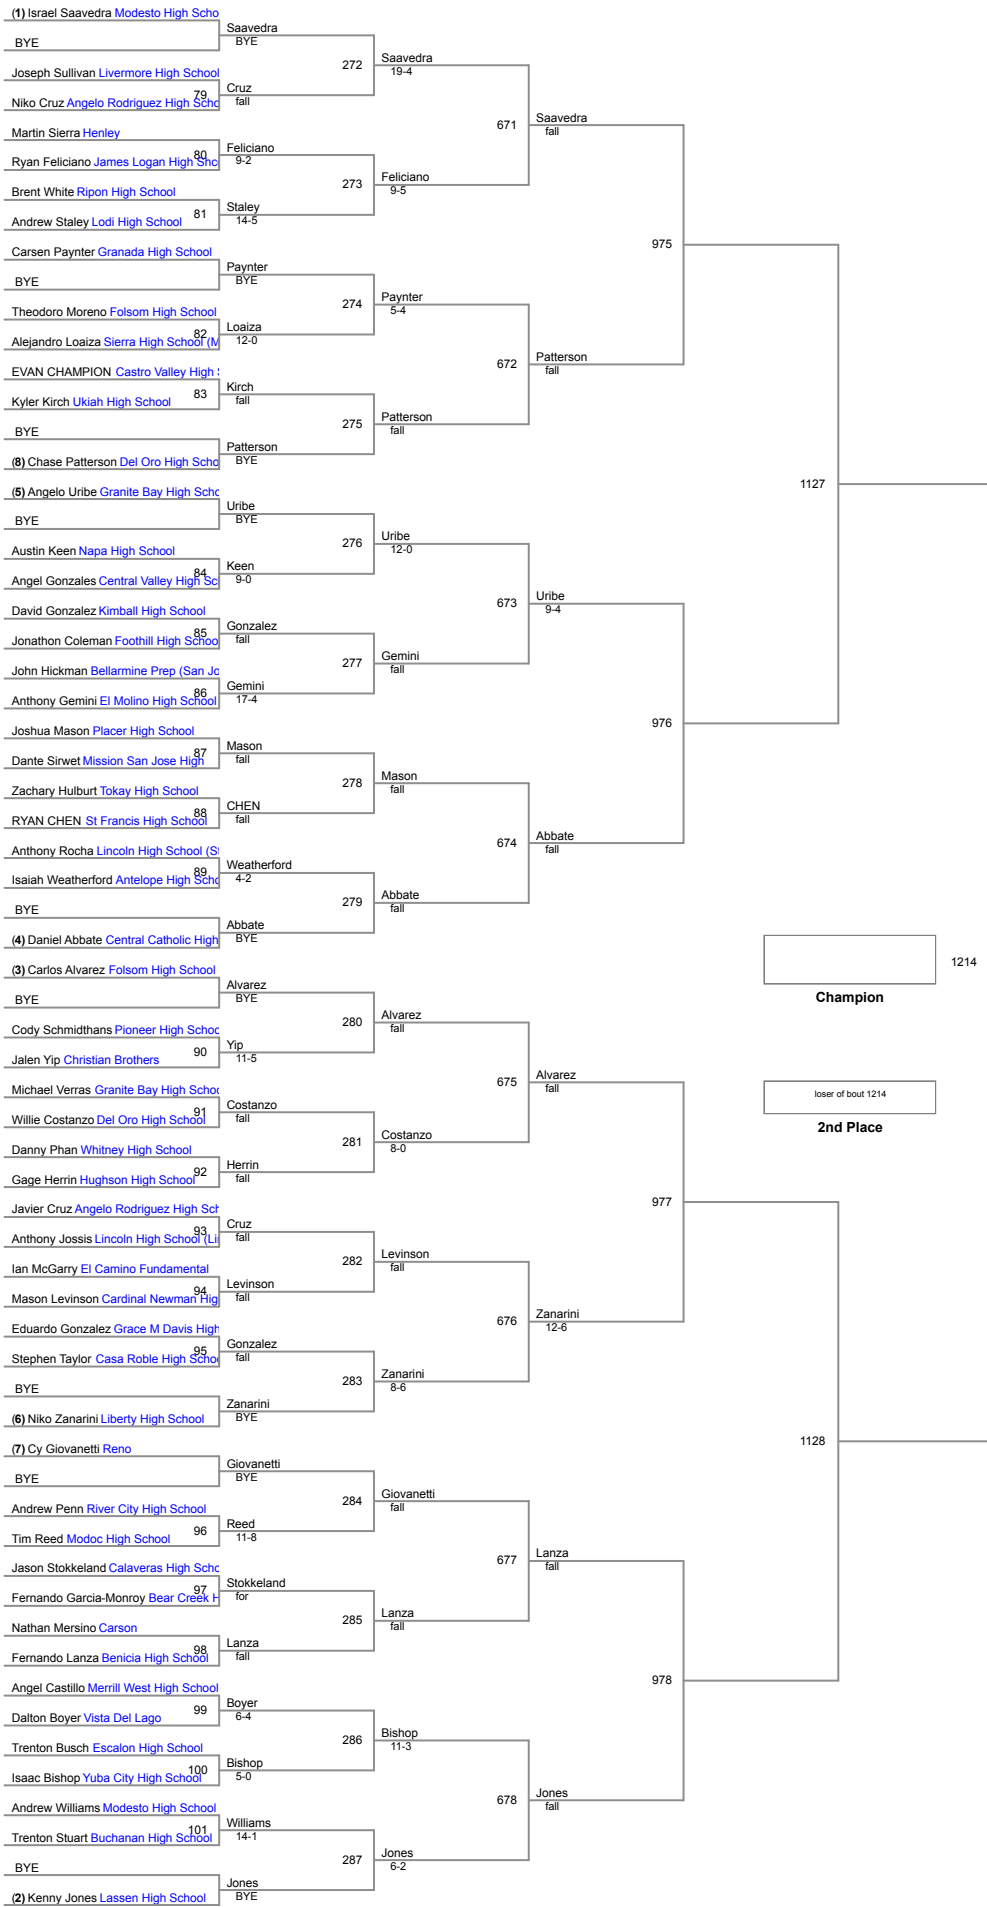 (1) Israel Saavedra Modesto High Scho
Saavedra
BYE
BYE
272
Saavedra
19-4
Joseph Sullivan Livermore High School
79
Cruz
fall
Niko Cruz Angelo Rodriguez High Scho
671
Saavedra
fall
Martin Sierra Henley
80
Feliciano
9-2
Ryan Feliciano James Logan High Shc
273
Feliciano
9-5
Brent White Ripon High School
81
Staley
14-5
Andrew Staley Lodi High School
975
Carsen Paynter Granada High School
Paynter
BYE
BYE
274
Paynter
5-4
Theodoro Moreno Folsom High School
82
Loaiza
12-0
Alejandro Loaiza Sierra High School (M
672
Patterson
fall
EVAN CHAMPION Castro Valley High S
83
Kirch
fall
Kyler Kirch Ukiah High School
275
Patterson
fall
BYE
Patterson
BYE
(8) Chase Patterson Del Oro High Scho
1127
(5) Angelo Uribe Granite Bay High Scho
Uribe
BYE
BYE
276
Uribe
12-0
Austin Keen Napa High School
84
Keen
9-0
Angel Gonzales Central Valley High Sc
673
Uribe
9-4
David Gonzalez Kimball High School
85
Gonzalez
fall
Jonathon Coleman Foothill High Schoo
277
Gemini
fall
John Hickman Bellarmine Prep (San Jo
86
Gemini
17-4
Anthony Gemini El Molino High School
976
Joshua Mason Placer High School
87
Mason
fall
Dante Sirwet Mission San Jose High
278
Mason
fall
Zachary Hulburt Tokay High School
88
CHEN
fall
RYAN CHEN St Francis High School
674
Abbate
fall
Anthony Rocha Lincoln High School (St
89
Weatherford
4-2
Isaiah Weatherford Antelope High Scho
279
Abbate
fall
BYE
Abbate
BYE
(4) Daniel Abbate Central Catholic High
1214
Champion
(3) Carlos Alvarez Folsom High School
Alvarez
BYE
BYE
280
Alvarez
fall
Cody Schmidthans Pioneer High Schoo
90
Yip
11-5
Jalen Yip Christian Brothers
675
Alvarez
fall
loser of bout 1214
2nd Place
Michael Verras Granite Bay High Schoo
91
Costanzo
fall
Willie Costanzo Del Oro High School
281
Costanzo
8-0
Danny Phan Whitney High School
92
Herrin
fall
Gage Herrin Hughson High School
977
Javier Cruz Angelo Rodriguez High Sch
93
Cruz
fall
Anthony Jossis Lincoln High School (Li
282
Levinson
fall
Ian McGarry El Camino Fundamental
94
Levinson
fall
Mason Levinson Cardinal Newman Hig
676
Zanarini
12-6
Eduardo Gonzalez Grace M Davis High
95
Gonzalez
fall
Stephen Taylor Casa Roble High Schoo
283
Zanarini
8-6
BYE
Zanarini
BYE
(6) Niko Zanarini Liberty High School
1128
(7) Cy Giovanetti Reno
Giovanetti
BYE
BYE
284
Giovanetti
fall
Andrew Penn River City High School
96
Reed
11-8
Tim Reed Modoc High School
677
Lanza
fall
Jason Stokkeland Calaveras High Scho
97
Stokkeland
for
Fernando Garcia-Monroy Bear Creek H
285
Lanza
fall
Nathan Mersino Carson
98
Lanza
fall
Fernando Lanza Benicia High School
978
Angel Castillo Merrill West High School
99
Boyer
6-4
Dalton Boyer Vista Del Lago
286
Bishop
11-3
Trenton Busch Escalon High School
100
Bishop
5-0
Isaac Bishop Yuba City High School
678
Jones
fall
Andrew Williams Modesto High School
101
Williams
14-1
Trenton Stuart Buchanan High School
287
Jones
6-2
BYE
Jones
BYE
(2) Kenny Jones Lassen High School